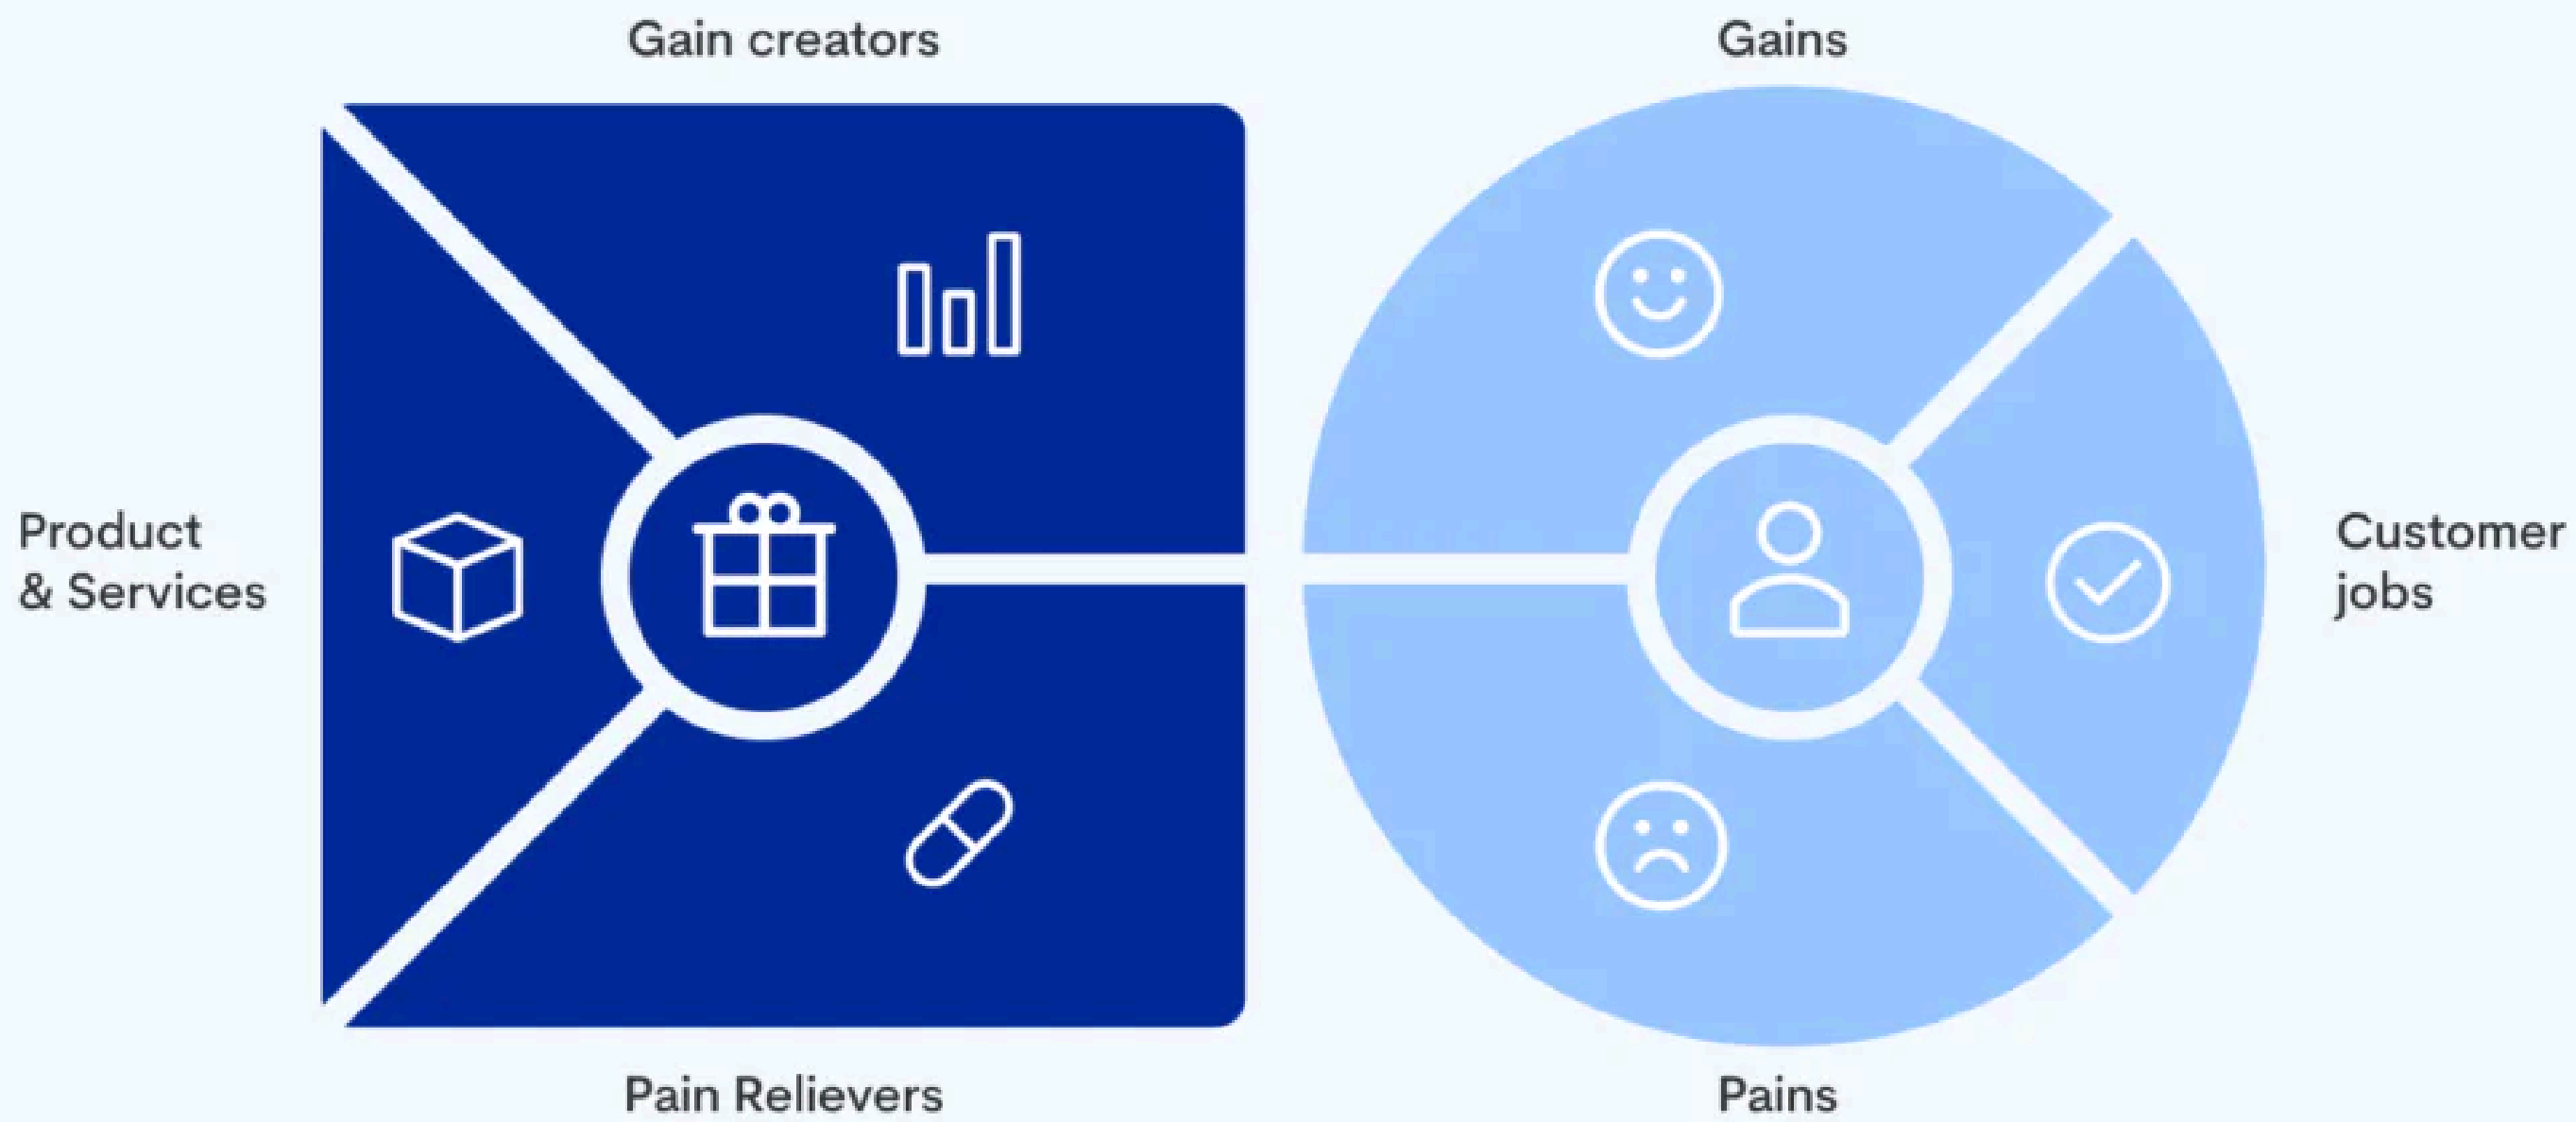 Gain creators
Gains
Product
& Services
Customer
jobs
Pain Relievers
Pains